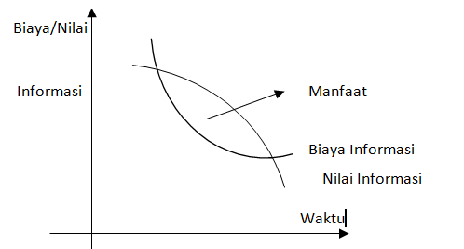 Biaya/Nilai
Informasi
Manfaat
Biaya Informasi
Nilai Informasi
Waktu